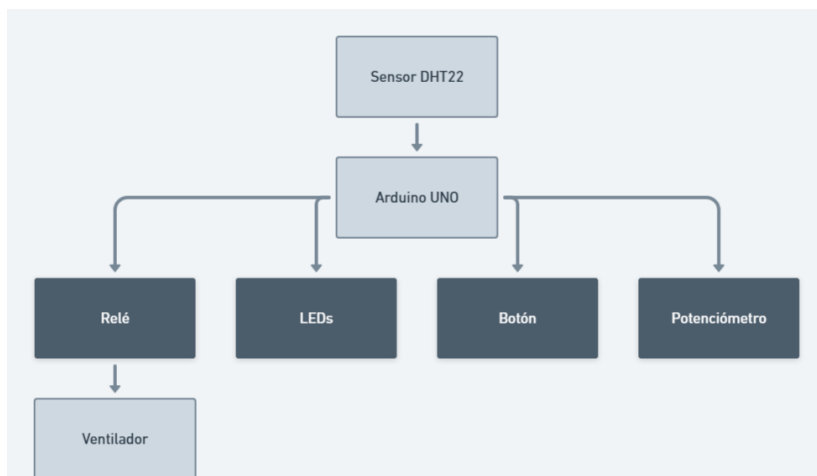 Sensor DHT22
Arduino UNO
Relé
LEDs
Botón
Potenciómetro
Ventilador